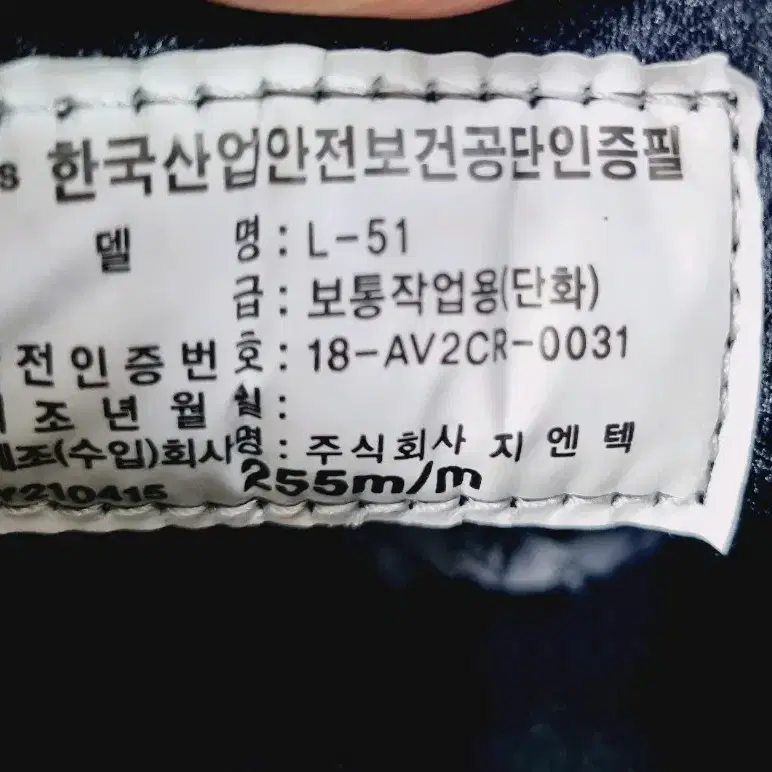 s 한국산업안전보건공단인증필
델 명 : L-51
급 : 보통작업용(단화)
전인증번호 : 18-AV2CR-0031
조년월일 :
조(수입)회사명 : 주식회사 지엔텍
210415 255m/m